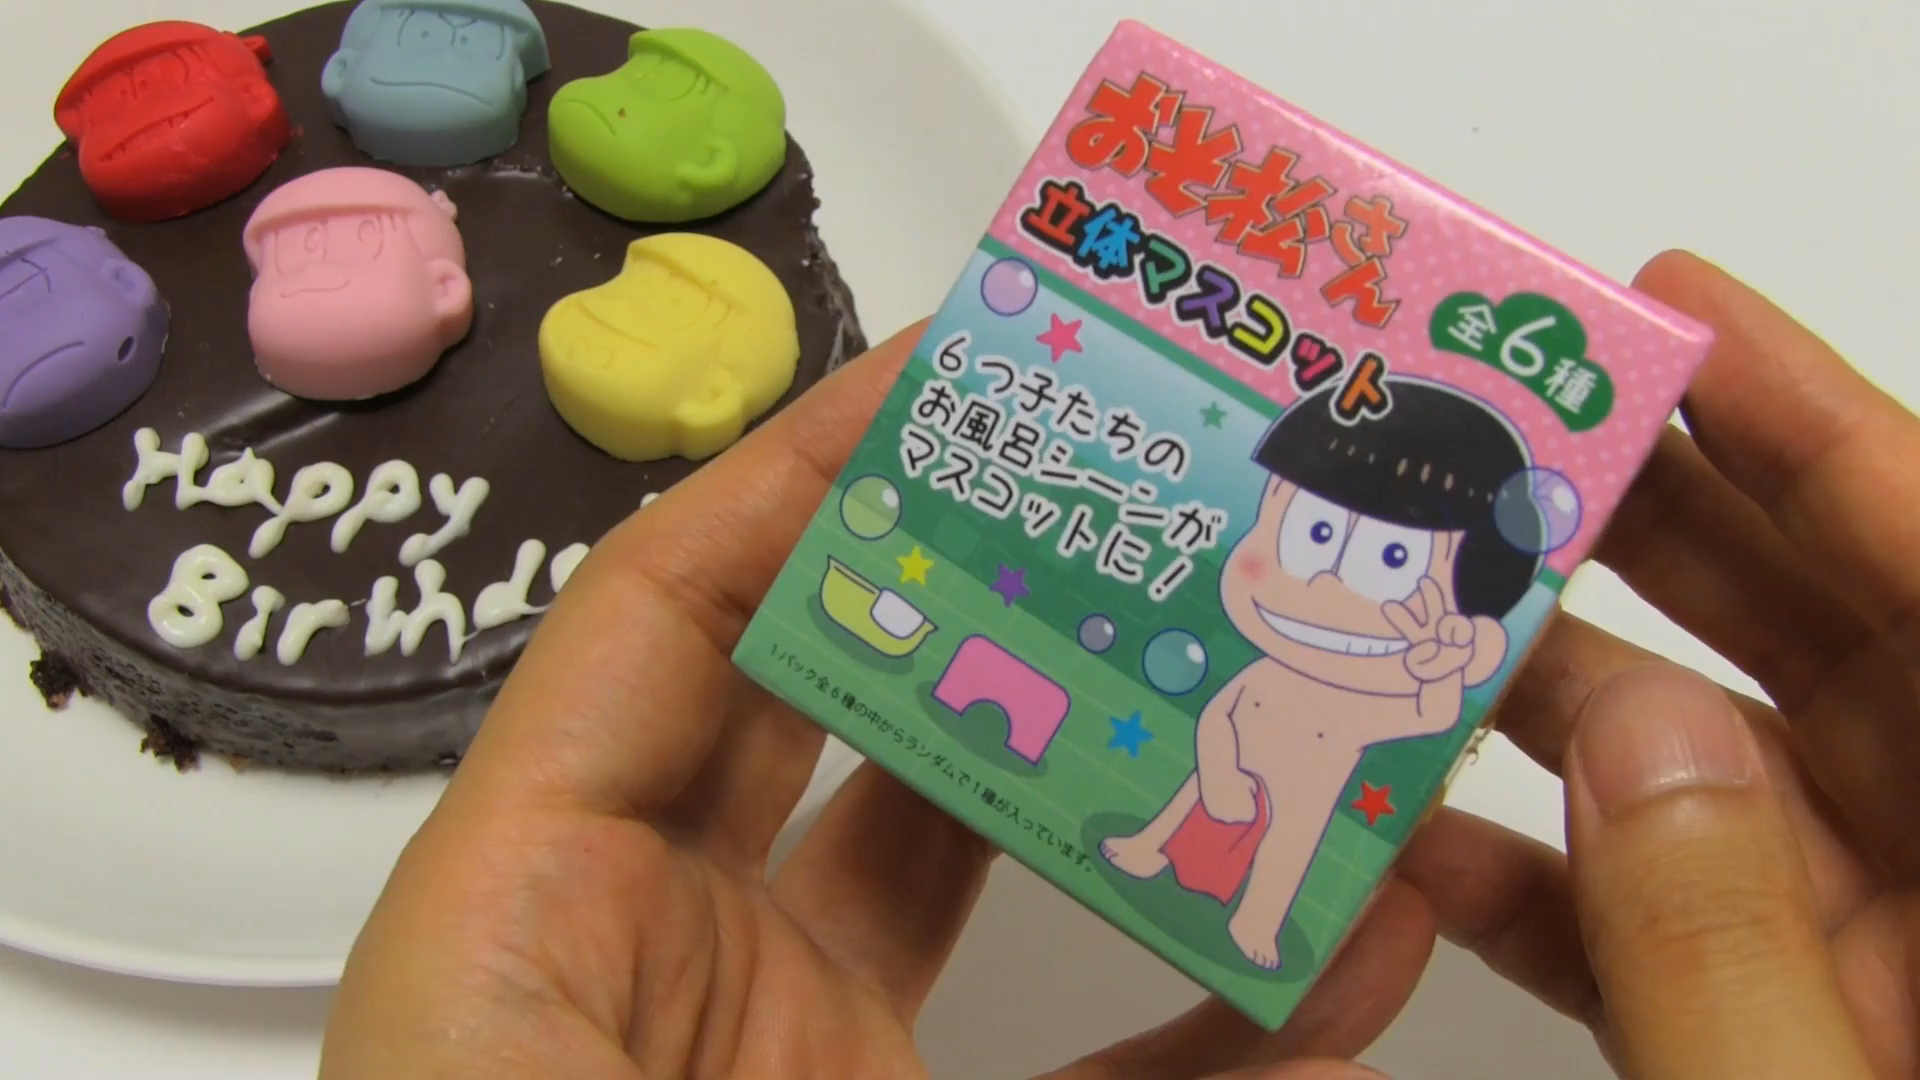 おそ松さん
立体マスコット
全6種
6つ子たちの
お風呂シーンが
マスコットに!
1パック全6種の中からランダムで1種が入っています。
Happy
Birthda